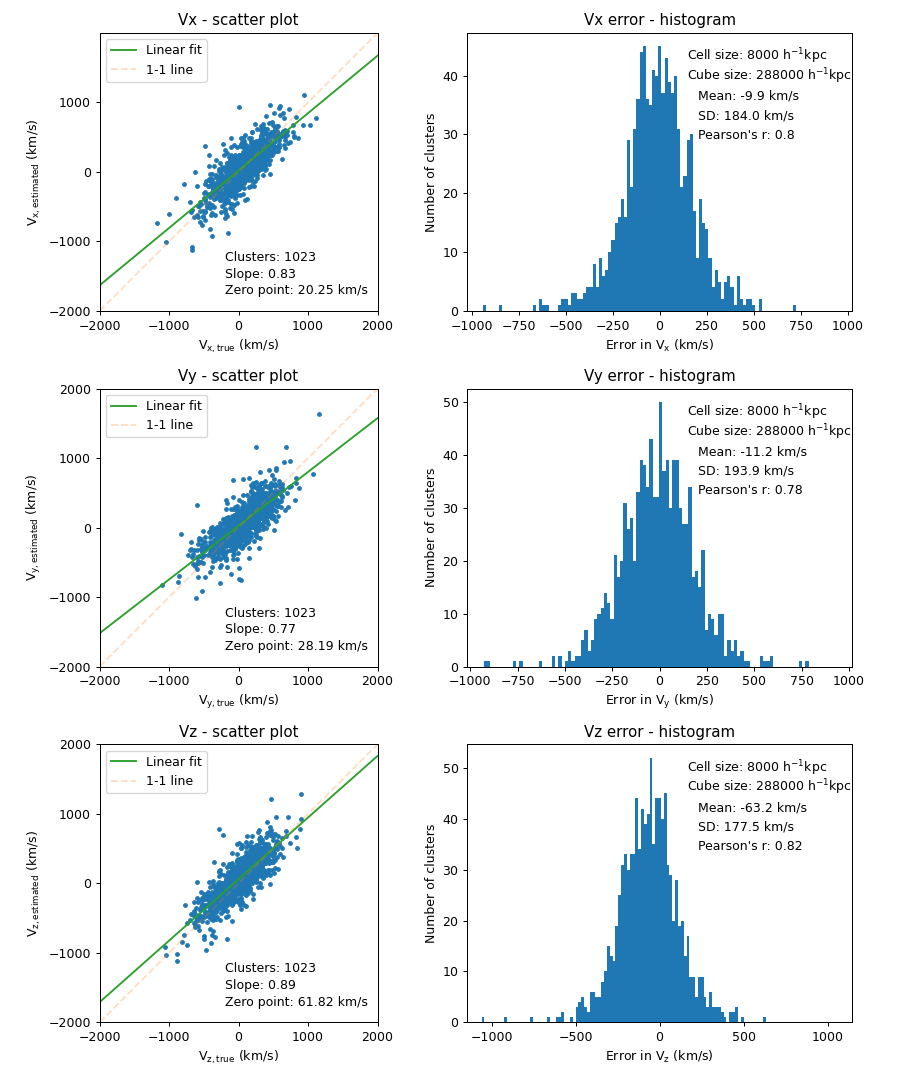 Vx - scatter plot
Linear fit
1-1 line
1000
0
−1000
−2000
V_x, estimated (km/s)
Clusters: 1023
Slope: 0.83
Zero point: 20.25 km/s
−2000 −1000 0 1000 2000
V_x, true (km/s)
Vx error - histogram
Cell size: 8000 h⁻¹kpc
Cube size: 288000 h⁻¹kpc
Mean: -9.9 km/s
SD: 184.0 km/s
Pearson's r: 0.8
40
30
20
10
0
Number of clusters
−1000 −750 −500 −250 0 250 500 750 1000
Error in V_x (km/s)
Vy - scatter plot
Linear fit
1-1 line
2000
1000
0
−1000
−2000
V_y, estimated (km/s)
Clusters: 1023
Slope: 0.77
Zero point: 28.19 km/s
−2000 −1000 0 1000 2000
V_y, true (km/s)
Vy error - histogram
Cell size: 8000 h⁻¹kpc
Cube size: 288000 h⁻¹kpc
Mean: -11.2 km/s
SD: 193.9 km/s
Pearson's r: 0.78
50
40
30
20
10
0
Number of clusters
−1000 −750 −500 −250 0 250 500 750 1000
Error in V_y (km/s)
Vz - scatter plot
Linear fit
1-1 line
2000
1000
0
−1000
−2000
V_z, estimated (km/s)
Clusters: 1023
Slope: 0.89
Zero point: 61.82 km/s
−2000 −1000 0 1000 2000
V_z, true (km/s)
Vz error - histogram
Cell size: 8000 h⁻¹kpc
Cube size: 288000 h⁻¹kpc
Mean: -63.2 km/s
SD: 177.5 km/s
Pearson's r: 0.82
50
40
30
20
10
0
Number of clusters
−1000 −500 0 500 1000
Error in V_z (km/s)